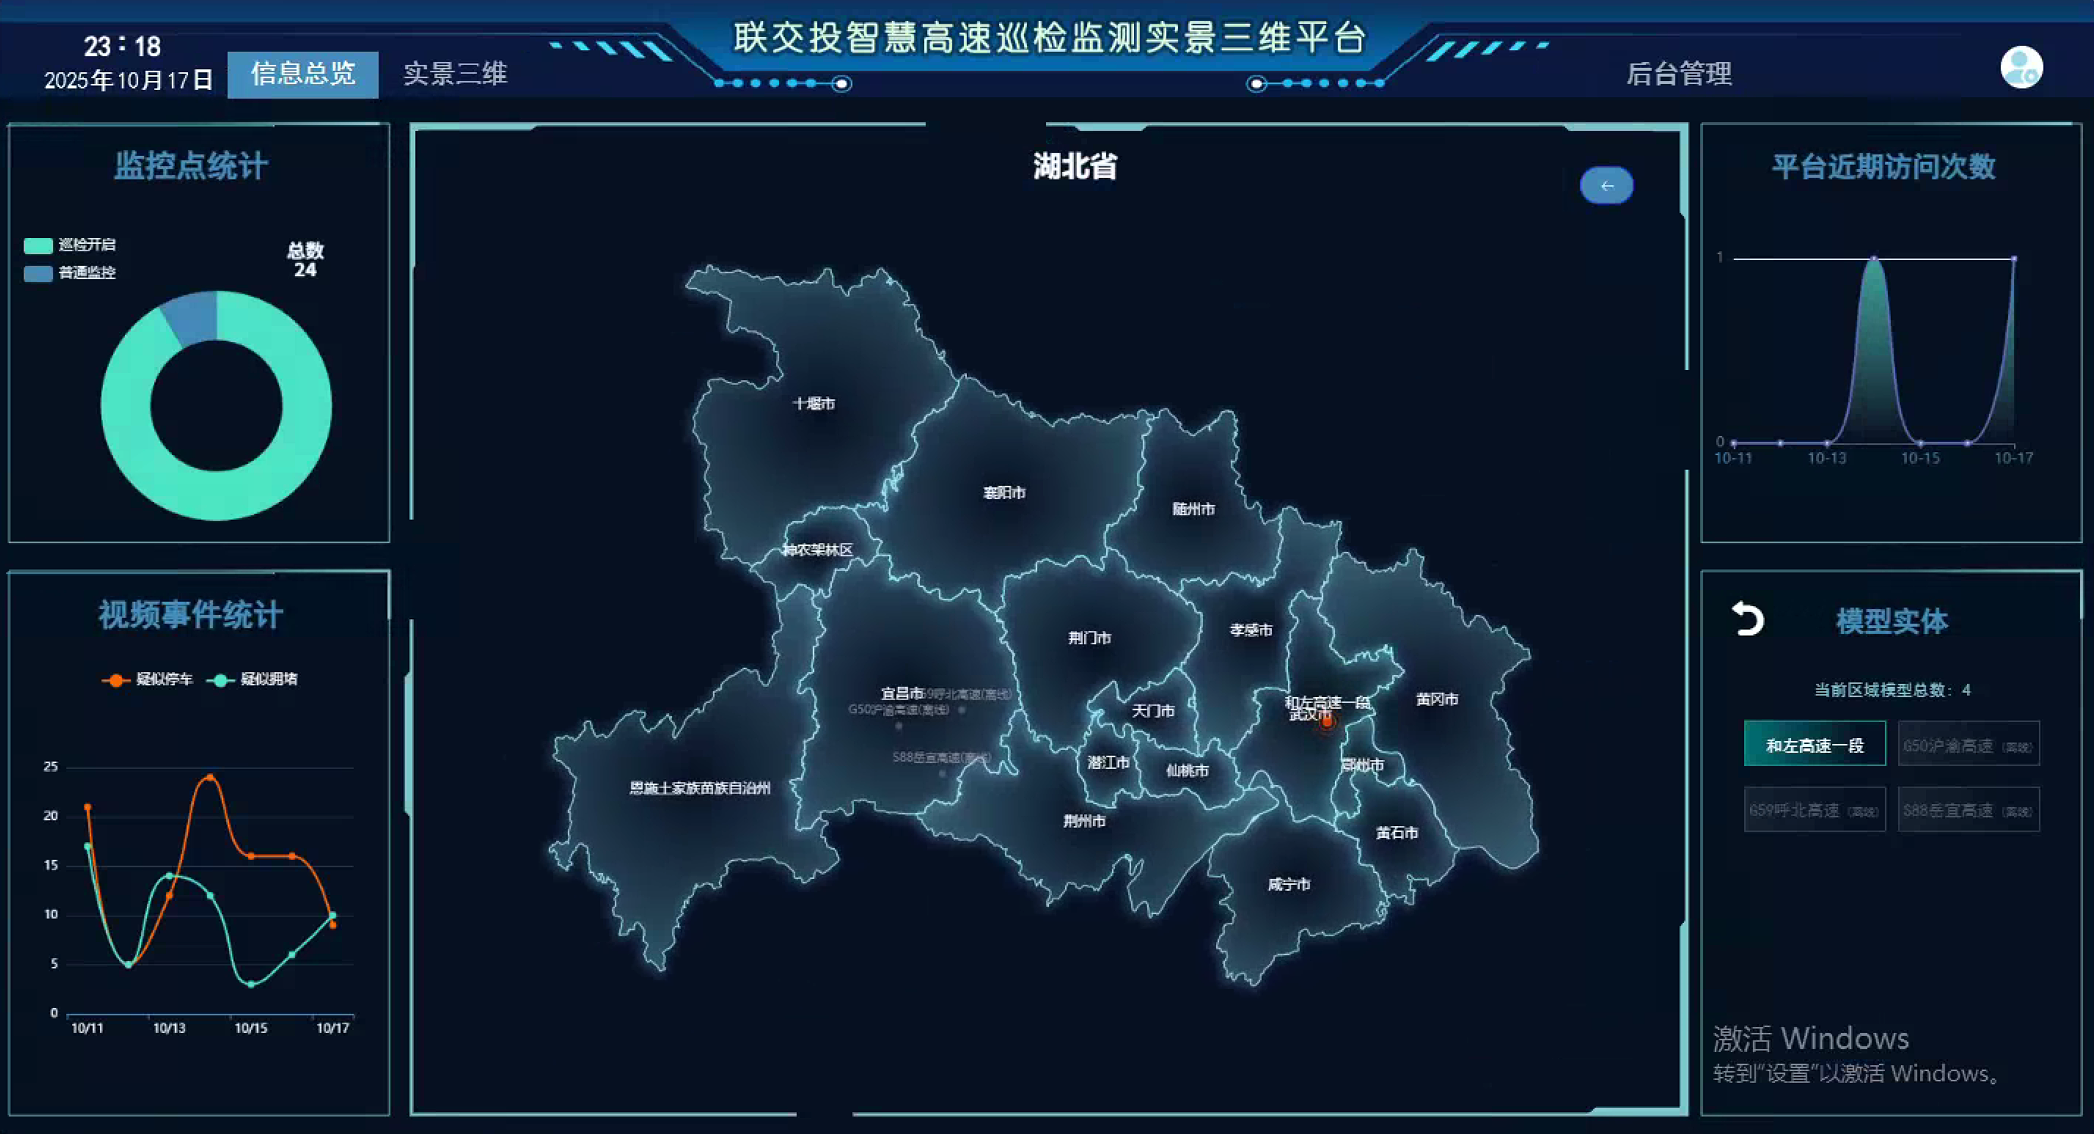 联交投智慧高速巡检监测实景三维平台
23:18
2025年10月17日
信息总览
实景三维
后台管理
监控点统计
巡检开启
普通监控
总数
24
视频事件统计
疑似停车
疑似拥堵
25
20
15
10
5
0
10/11
10/13
10/15
10/17
湖北省
←
十堰市
襄阳市
随州市
神农架林区
荆门市
孝感市
宜昌市
G59呼北高速(离线)
G50沪渝高速(离线)
S88岳宜高速(离线)
天门市
和左高速一段
武汉市
黄冈市
潜江市
仙桃市
鄂州市
恩施土家族苗族自治州
荆州市
黄石市
咸宁市
平台近期访问次数
1
0
10-11
10-13
10-15
10-17
模型实体
当前区域模型总数：4
和左高速一段
G50沪渝高速（离线）
G59呼北高速（离线）
S88岳宜高速（离线）
激活 Windows
转到“设置”以激活 Windows。